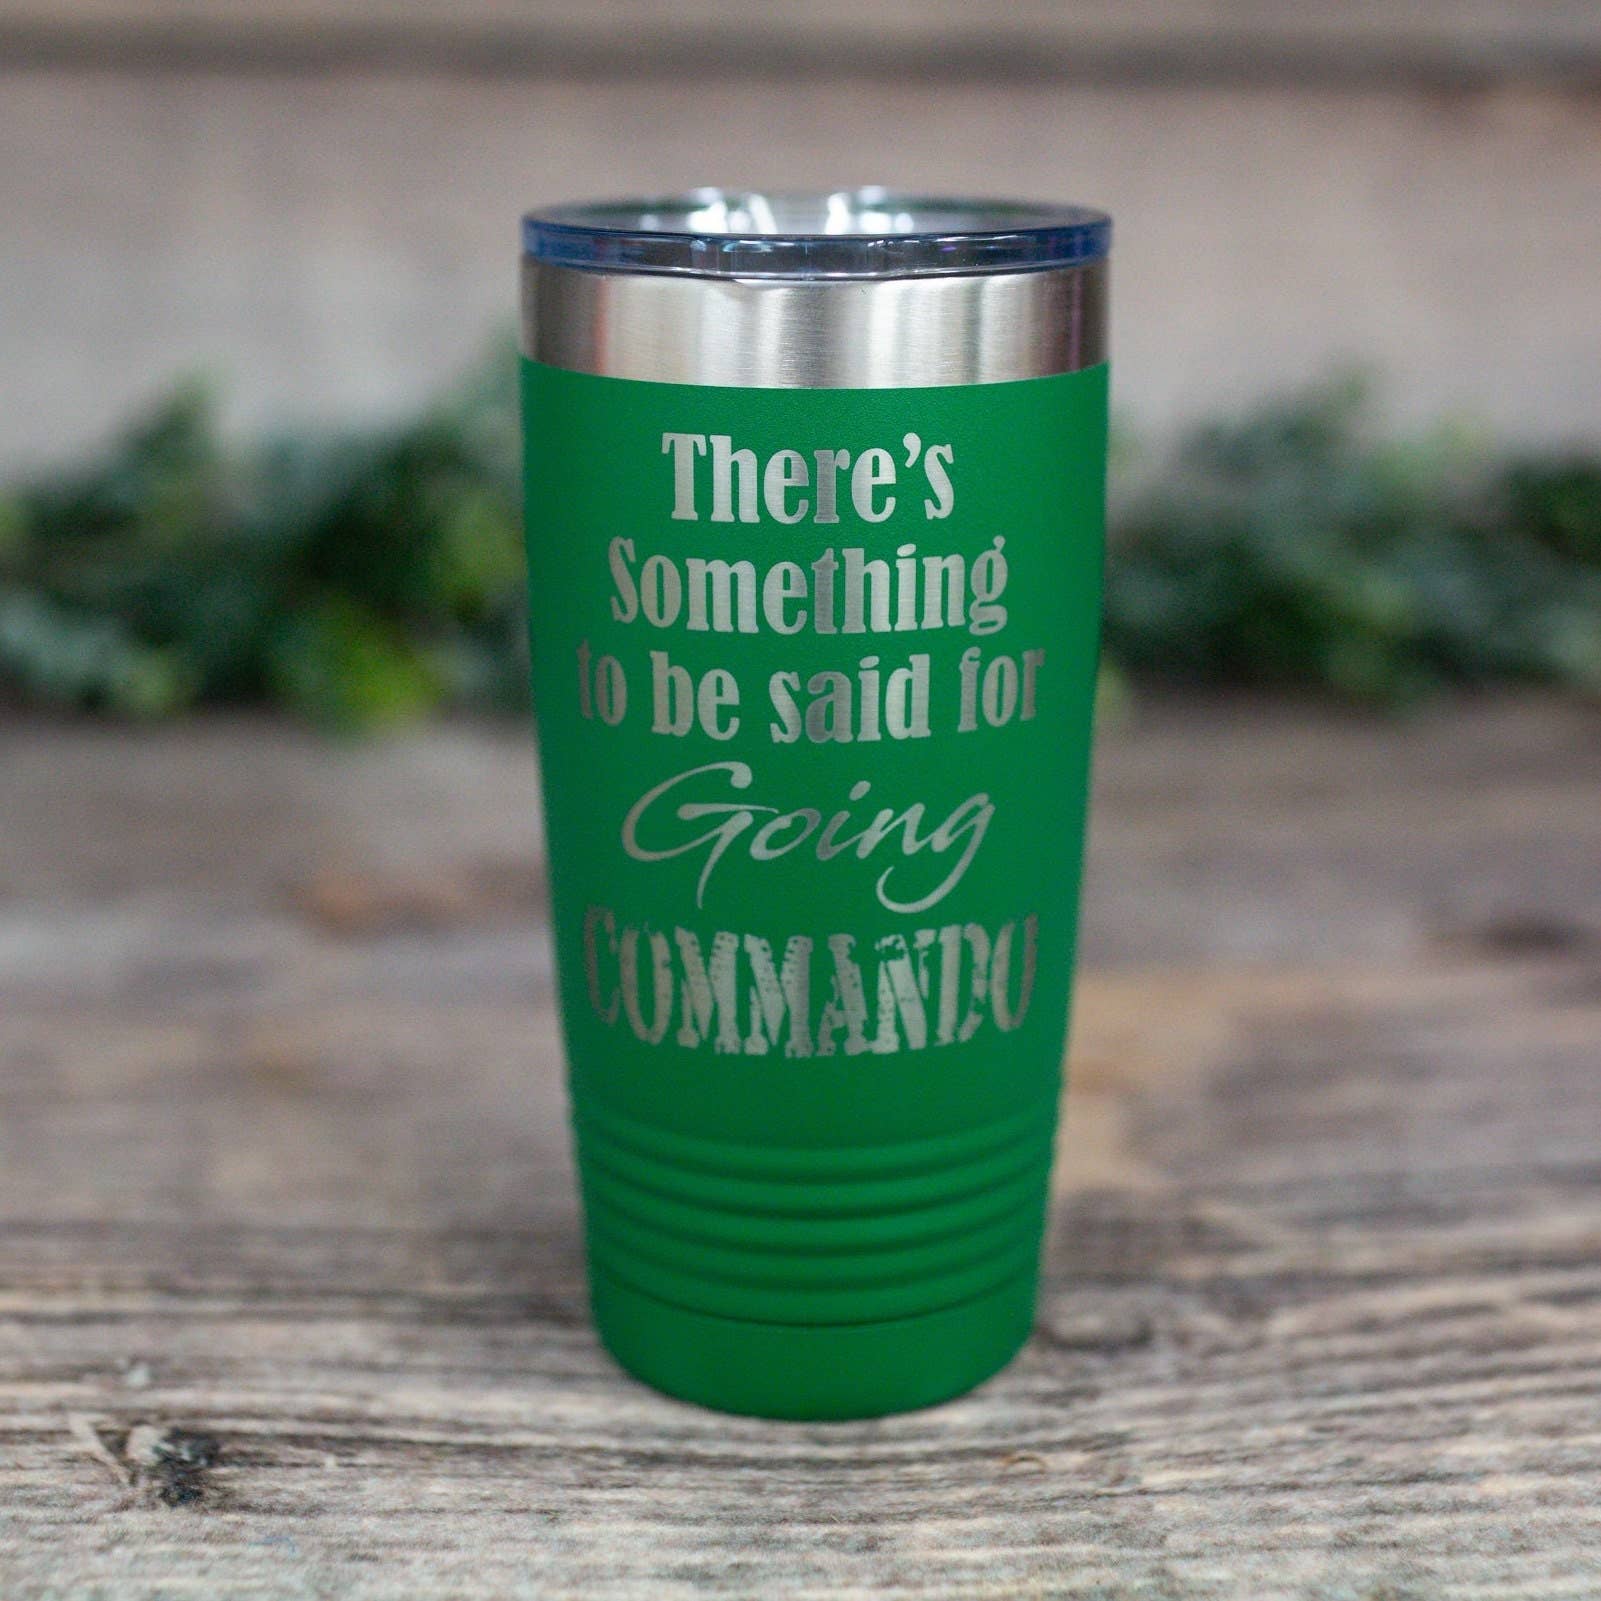 There's
Something
to be said for
Going
COMMANDO